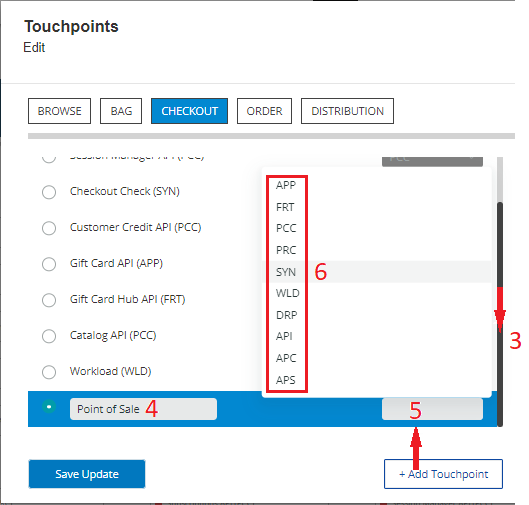 Touchpoints
Edit
BROWSE BAG CHECKOUT ORDER DISTRIBUTION
Session Manager API (PCC) PCC
APP
Checkout Check (SYN)
FRT
Customer Credit API (PCC) PCC
PRC
Gift Card API (APP)
SYN 6
Gift Card Hub API (FRT) WLD
DRP
Catalog API (PCC) API
3
APC
Workload (WLD)
APS
Point of Sale 4 5
Save Update + Add Touchpoint